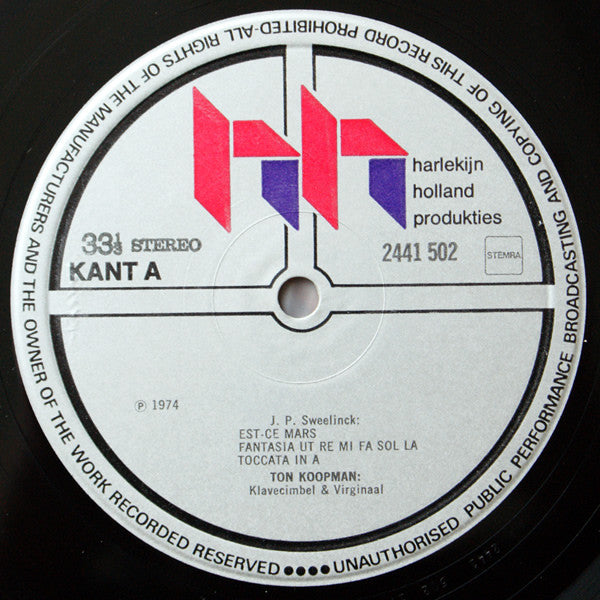 ALL RIGHTS OF THE MANUFACTURERS AND THE OWNER OF THE WORK RECORDED RESERVED ●●●● UNAUTHORISED PUBLIC PERFORMANCE BROADCASTING AND COPYING OF THIS RECORD PROHIBITED-
harlekijn
holland
produkties
33⅓ STEREO
KANT A
2441 502
STEMRA
℗ 1974
J. P. Sweelinck:
EST-CE MARS
FANTASIA UT RE MI FA SOL LA
TOCCATA IN A
TON KOOPMAN:
Klavecimbel & Virginaal